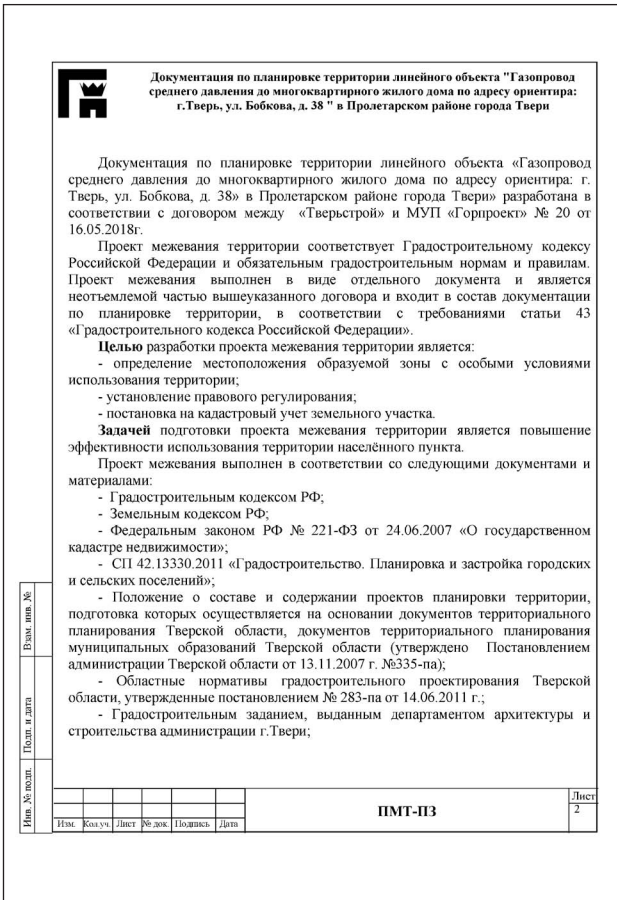 Документация по планировке территории линейного объекта "Газопровод
среднего давления до многоквартирного жилого дома по адресу ориентира:
г.Тверь, ул. Бобкова, д. 38 " в Пролетарском районе города Твери
Документация по планировке территории линейного объекта «Газопровод
среднего давления до многоквартирного жилого дома по адресу ориентира: г.
Тверь, ул. Бобкова, д. 38» в Пролетарском районе города Твери» разработана в
соответствии с договором между «Тверьстрой» и МУП «Горпроект» № 20 от
16.05.2018г.
Проект межевания территории соответствует Градостроительному кодексу
Российской Федерации и обязательным градостроительным нормам и правилам.
Проект межевания выполнен в виде отдельного документа и является
неотъемлемой частью вышеуказанного договора и входит в состав документации
по планировке территории, в соответствии с требованиями статьи 43
«Градостроительного кодекса Российской Федерации».
Целью разработки проекта межевания территории является:
- определение местоположения образуемой зоны с особыми условиями
использования территории;
- установление правового регулирования;
- постановка на кадастровый учет земельного участка.
Задачей подготовки проекта межевания территории является повышение
эффективности использования территории населённого пункта.
Проект межевания выполнен в соответствии со следующими документами и
материалами:
- Градостроительным кодексом РФ;
- Земельным кодексом РФ;
- Федеральным законом РФ № 221-ФЗ от 24.06.2007 «О государственном
кадастре недвижимости»;
- СП 42.13330.2011 «Градостроительство. Планировка и застройка городских
и сельских поселений»;
- Положение о составе и содержании проектов планировки территории,
подготовка которых осуществляется на основании документов территориального
планирования Тверской области, документов территориального планирования
муниципальных образований Тверской области (утверждено Постановлением
администрации Тверской области от 13.11.2007 г. №335-па);
- Областные нормативы градостроительного проектирования Тверской
области, утвержденные постановлением № 283-па от 14.06.2011 г.;
- Градостроительным заданием, выданным департаментом архитектуры и
строительства администрации г.Твери;
Взам. инв. №
Подп. и дата
Инв. № подп.
Изм. Кол.уч. Лист № док. Подпись Дата
ПМТ-ПЗ
Лист
2